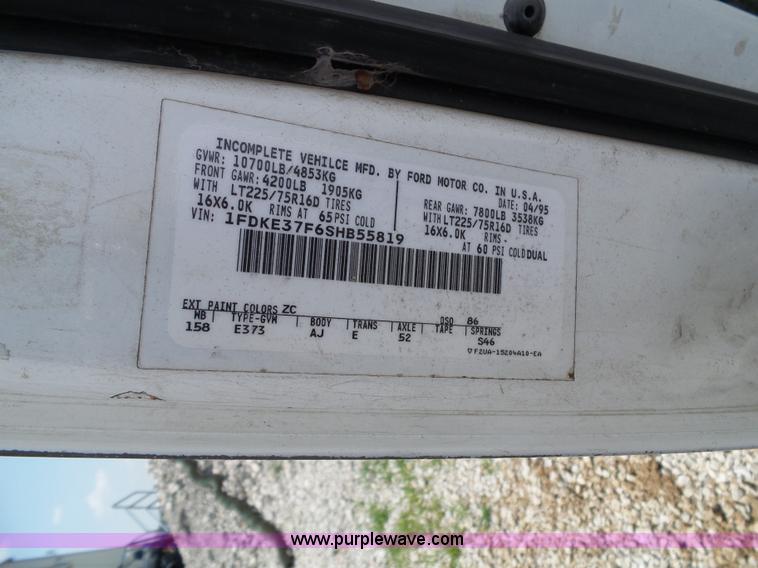 INCOMPLETE VEHILCE MFD. BY FORD MOTOR CO. IN U.S.A.
GVWR: 10700LB/4853KG
DATE: 04/95
FRONT GAWR: 4200LB 1905KG
REAR GAWR: 7800LB 3538KG
WITH LT225/75R16D TIRES
WITH LT225/75R16D TIRES
16X6.0K RIMS AT 65 PSI COLD
16X6.0K RIMS -
AT 60 PSI COLD DUAL
VIN: 1FDKE37F6SHB55819
EXT PAINT COLORS ZC DSO 86
WB TYPE-GVW BODY TRANS AXLE TAPE SPRINGS
158 E373 AJ E 52 S46
▽F2UA-15204A10-EA
www.purplewave.com